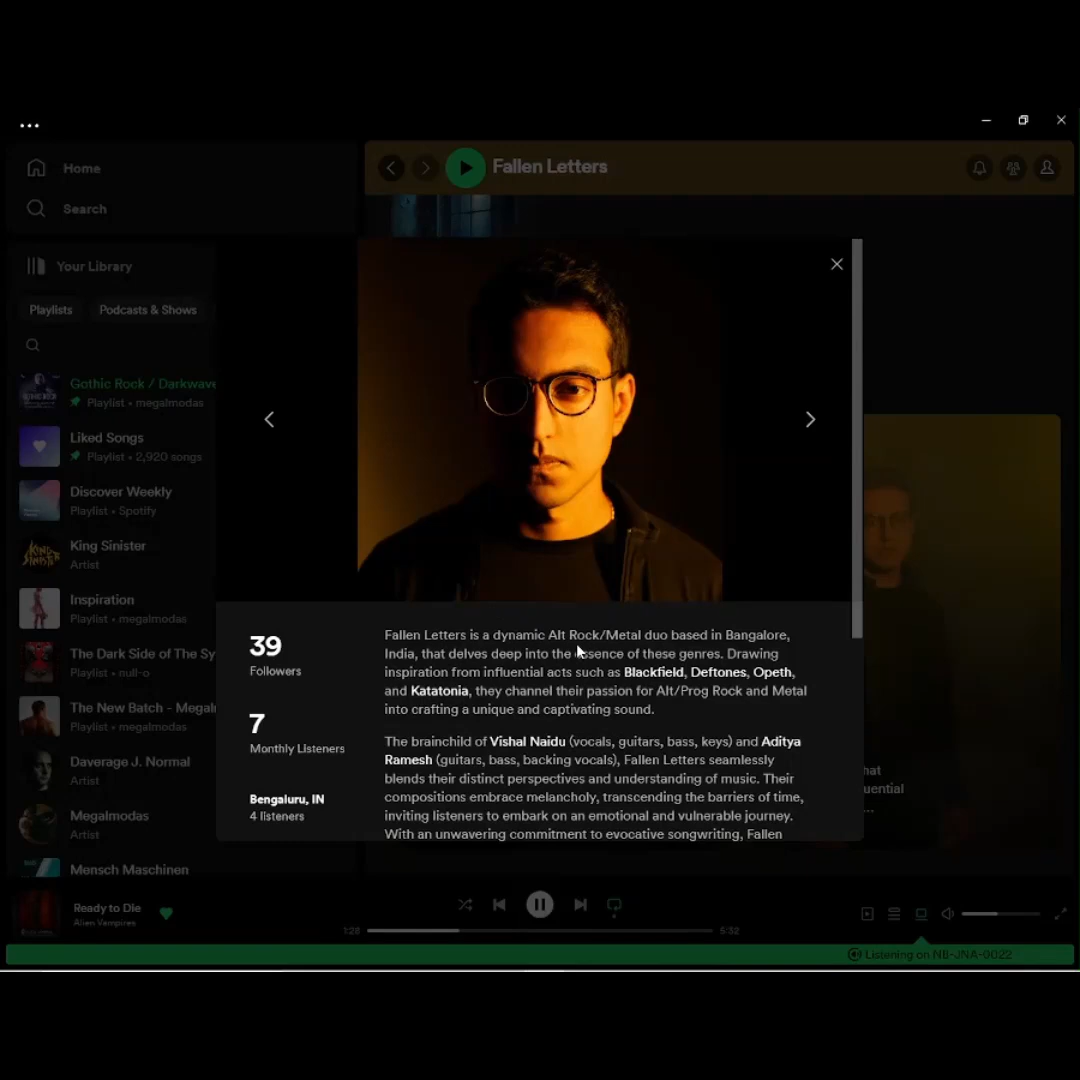 Fallen Letters
Home
Search
Your Library
Playlists
Podcasts & Shows
Gothic Rock / Darkwave
Playlist • megalmodas
Liked Songs
Playlist • 2,920 songs
Discover Weekly
Playlist • Spotify
King Sinister
Artist
Inspiration
Playlist • megalmodas
The Dark Side of The Sy
Playlist • null-o
The New Batch - Megalr
Playlist • megalmodas
Daverage J. Normal
Artist
Megalmodas
Artist
Mensch Maschinen
39
Followers
7
Monthly Listeners
Bengaluru, IN
4 listeners
Fallen Letters is a dynamic Alt Rock/Metal duo based in Bangalore,
India, that delves deep into the essence of these genres. Drawing
inspiration from influential acts such as Blackfield, Deftones, Opeth,
and Katatonia, they channel their passion for Alt/Prog Rock and Metal
into crafting a unique and captivating sound.
The brainchild of Vishal Naidu (vocals, guitars, bass, keys) and Aditya
Ramesh (guitars, bass, backing vocals), Fallen Letters seamlessly
blends their distinct perspectives and understanding of music. Their
compositions embrace melancholy, transcending the barriers of time,
inviting listeners to embark on an emotional and vulnerable journey.
With an unwavering commitment to evocative songwriting, Fallen
hat
uential
...
Ready to Die
Alien Vampires
1:28
5:32
Listening on NB-JNA-0022